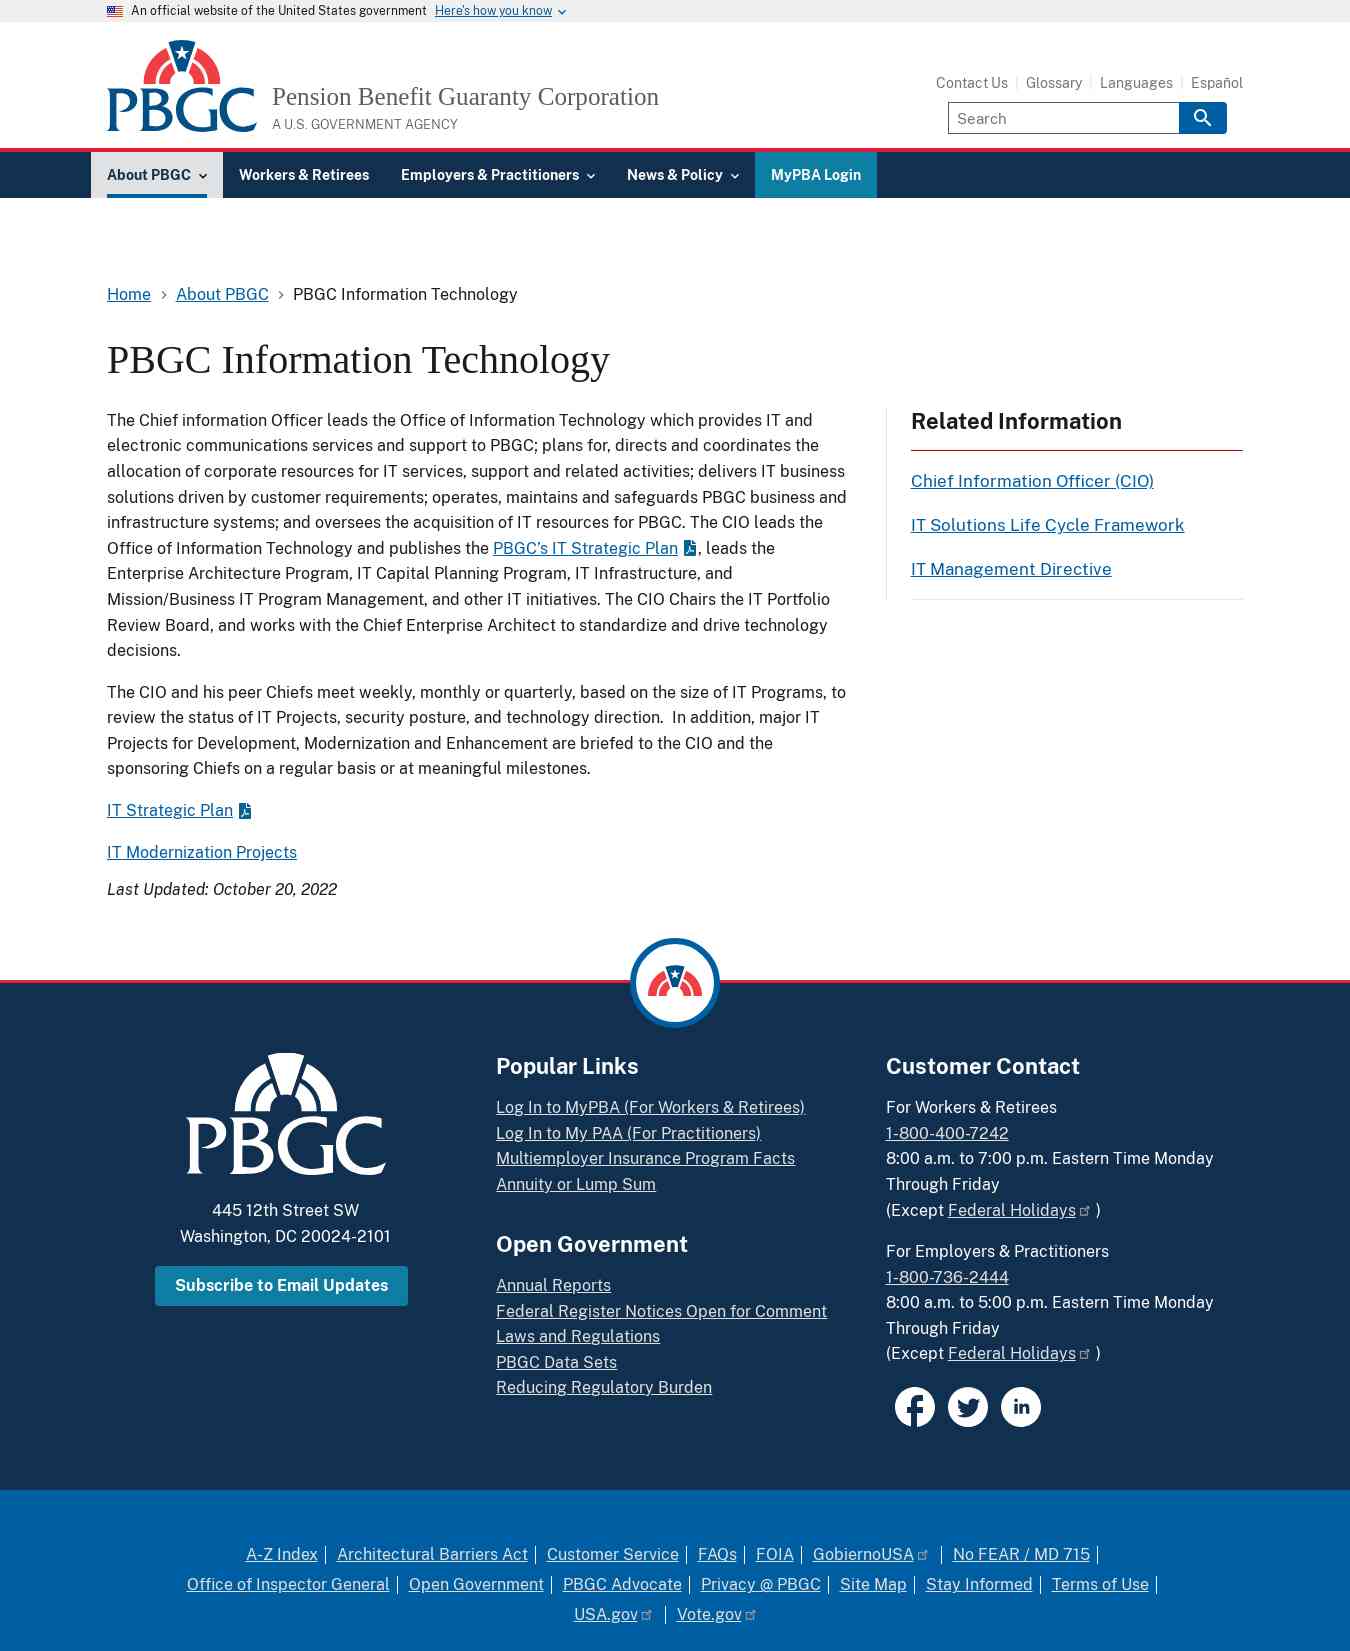 An official website of the United States government Here's how you know
Contact Us Glossary Languages Español
PBGC
Pension Benefit Guaranty Corporation
A U.S. GOVERNMENT AGENCY
Search
About PBGC Workers & Retirees Employers & Practitioners News & Policy MyPBA Login
Home About PBGC PBGC Information Technology
PBGC Information Technology
The Chief information Officer leads the Office of Information Technology which provides IT and
electronic communications services and support to PBGC; plans for, directs and coordinates the
allocation of corporate resources for IT services, support and related activities; delivers IT business
solutions driven by customer requirements; operates, maintains and safeguards PBGC business and
infrastructure systems; and oversees the acquisition of IT resources for PBGC. The CIO leads the
Office of Information Technology and publishes the PBGC's IT Strategic Plan, leads the
Enterprise Architecture Program, IT Capital Planning Program, IT Infrastructure, and
Mission/Business IT Program Management, and other IT initiatives. The CIO Chairs the IT Portfolio
Review Board, and works with the Chief Enterprise Architect to standardize and drive technology
decisions.
The CIO and his peer Chiefs meet weekly, monthly or quarterly, based on the size of IT Programs, to
review the status of IT Projects, security posture, and technology direction.  In addition, major IT
Projects for Development, Modernization and Enhancement are briefed to the CIO and the
sponsoring Chiefs on a regular basis or at meaningful milestones.
IT Strategic Plan
IT Modernization Projects
Last Updated: October 20, 2022
Related Information
Chief Information Officer (CIO)
IT Solutions Life Cycle Framework
IT Management Directive
PBGC
445 12th Street SW
Washington, DC 20024-2101
Subscribe to Email Updates
Popular Links
Log In to MyPBA (For Workers & Retirees)
Log In to My PAA (For Practitioners)
Multiemployer Insurance Program Facts
Annuity or Lump Sum
Open Government
Annual Reports
Federal Register Notices Open for Comment
Laws and Regulations
PBGC Data Sets
Reducing Regulatory Burden
Customer Contact
For Workers & Retirees
1-800-400-7242
8:00 a.m. to 7:00 p.m. Eastern Time Monday
Through Friday
(Except Federal Holidays )
For Employers & Practitioners
1-800-736-2444
8:00 a.m. to 5:00 p.m. Eastern Time Monday
Through Friday
(Except Federal Holidays )
A-Z Index Architectural Barriers Act Customer Service FAQs FOIA GobiernoUSA No FEAR / MD 715
Office of Inspector General Open Government PBGC Advocate Privacy @ PBGC Site Map Stay Informed Terms of Use
USA.gov Vote.gov